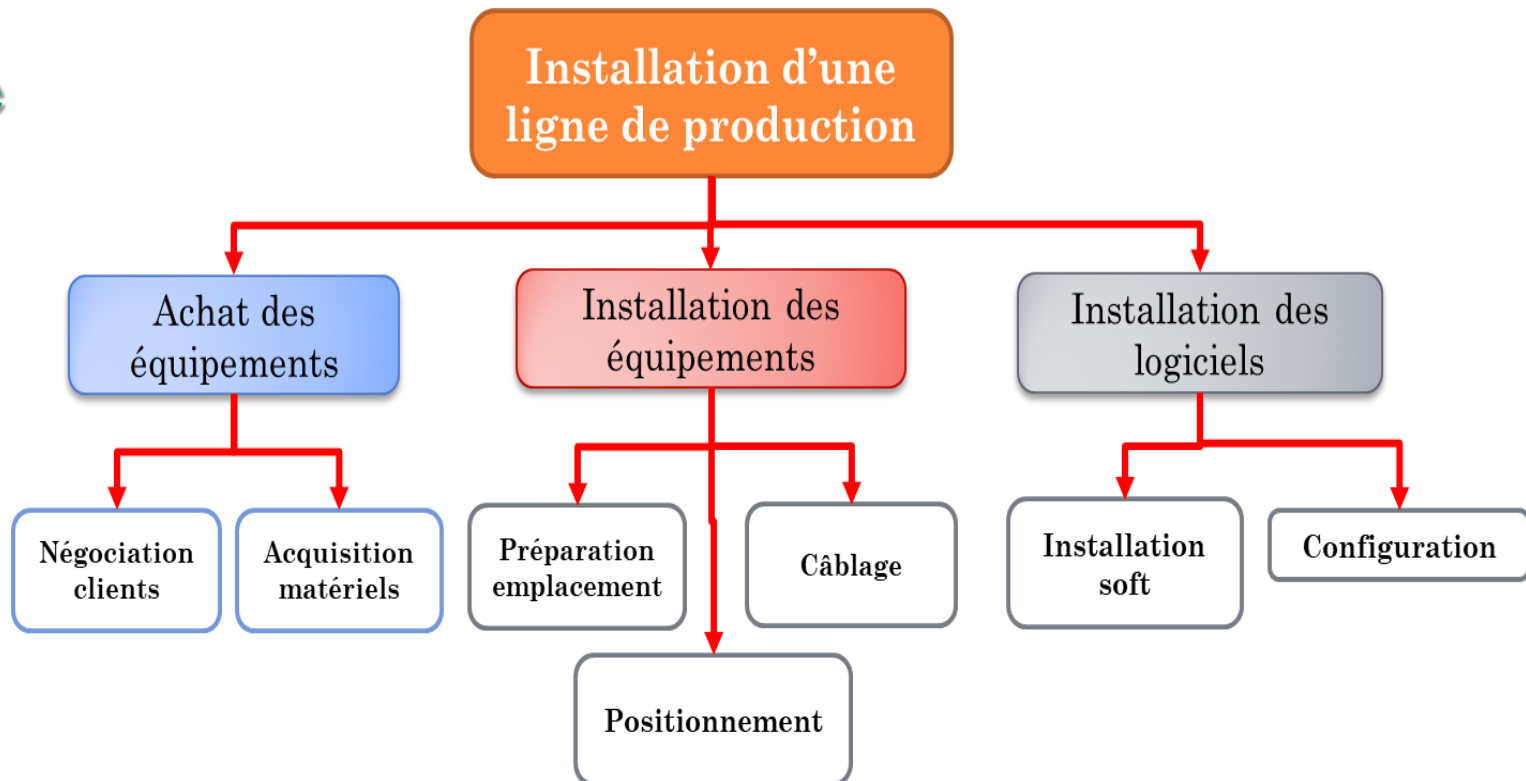 Installation d’une
ligne de production
Achat des
équipements
Installation des
équipements
Installation des
logiciels
Négociation
clients
Acquisition
matériels
Préparation
emplacement
Câblage
Installation
soft
Configuration
Positionnement